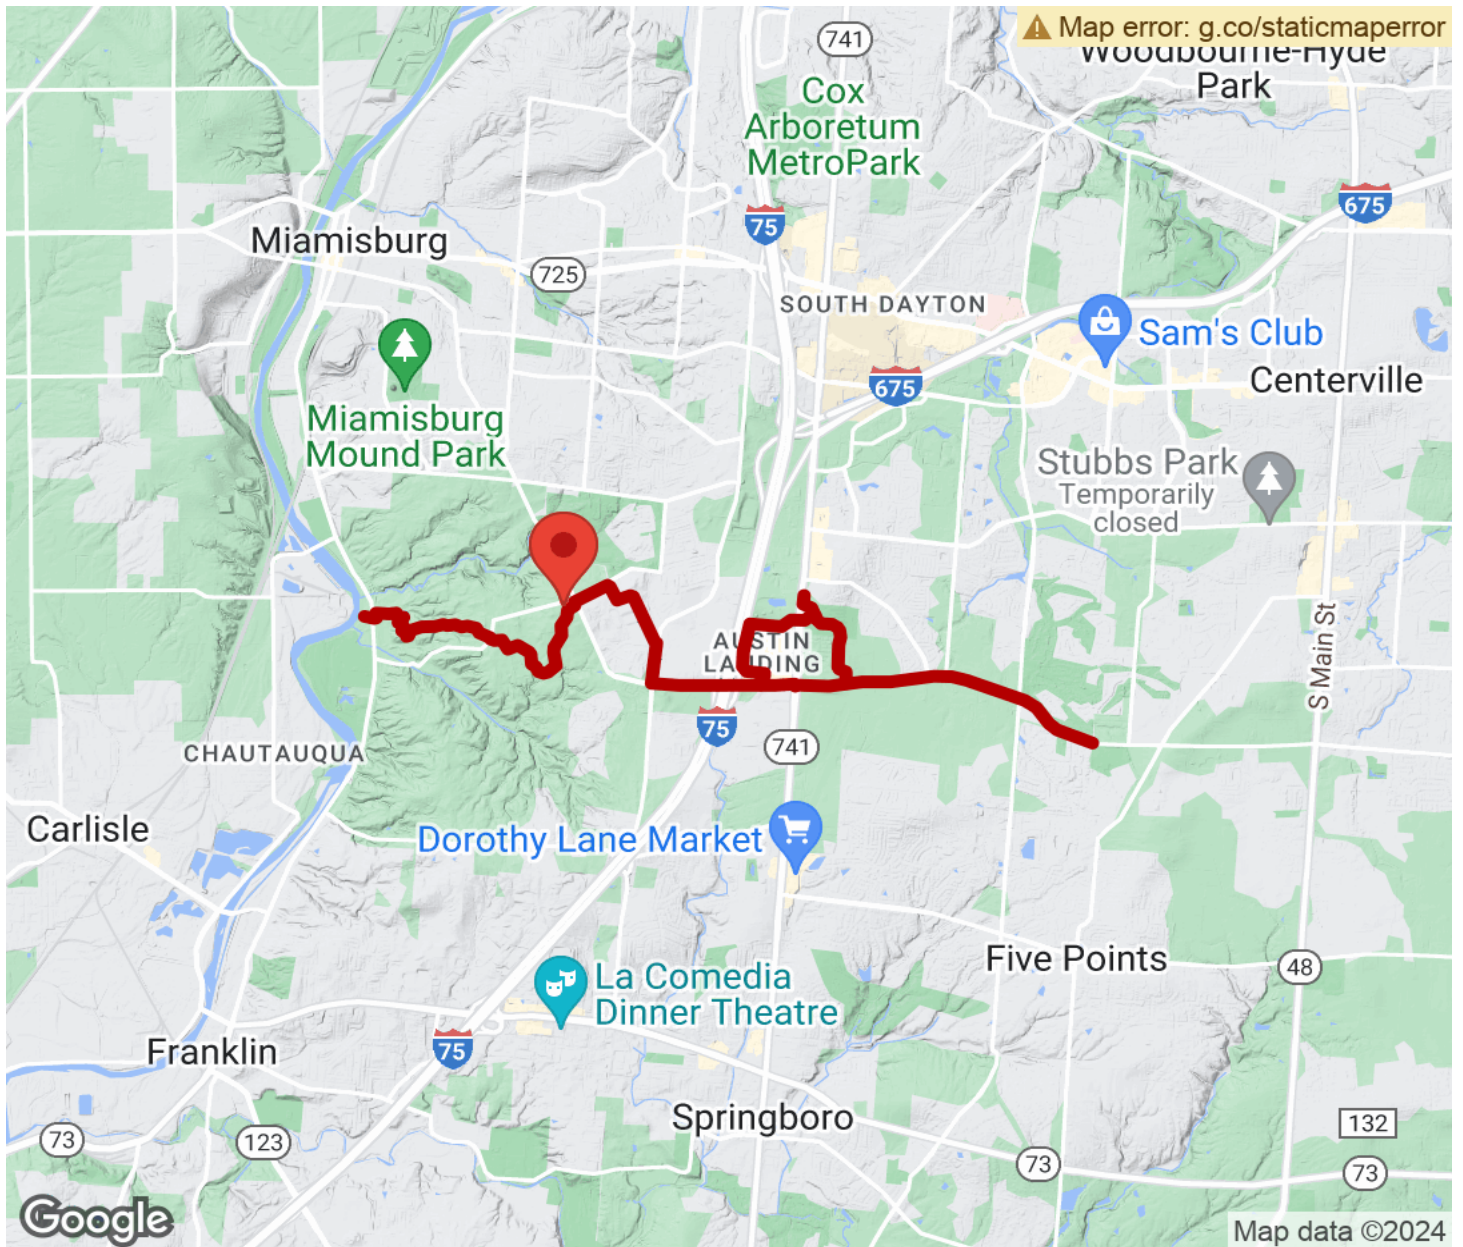 Map error: g.co/staticmaperror
741
Woodbourne-Hyde
Park
Cox
Arboretum
MetroPark
675
75
Miamisburg
725
SOUTH DAYTON
Sam's Club
675
Centerville
Miamisburg
Mound Park
Stubbs Park
Temporarily
closed
AUSTIN
LANDING
S Main St
75
741
CHAUTAUQUA
Carlisle
Dorothy Lane Market
Five Points
48
La Comedia
Dinner Theatre
75
Franklin
Springboro
132
73
123
73
73
Google
Map data ©2024